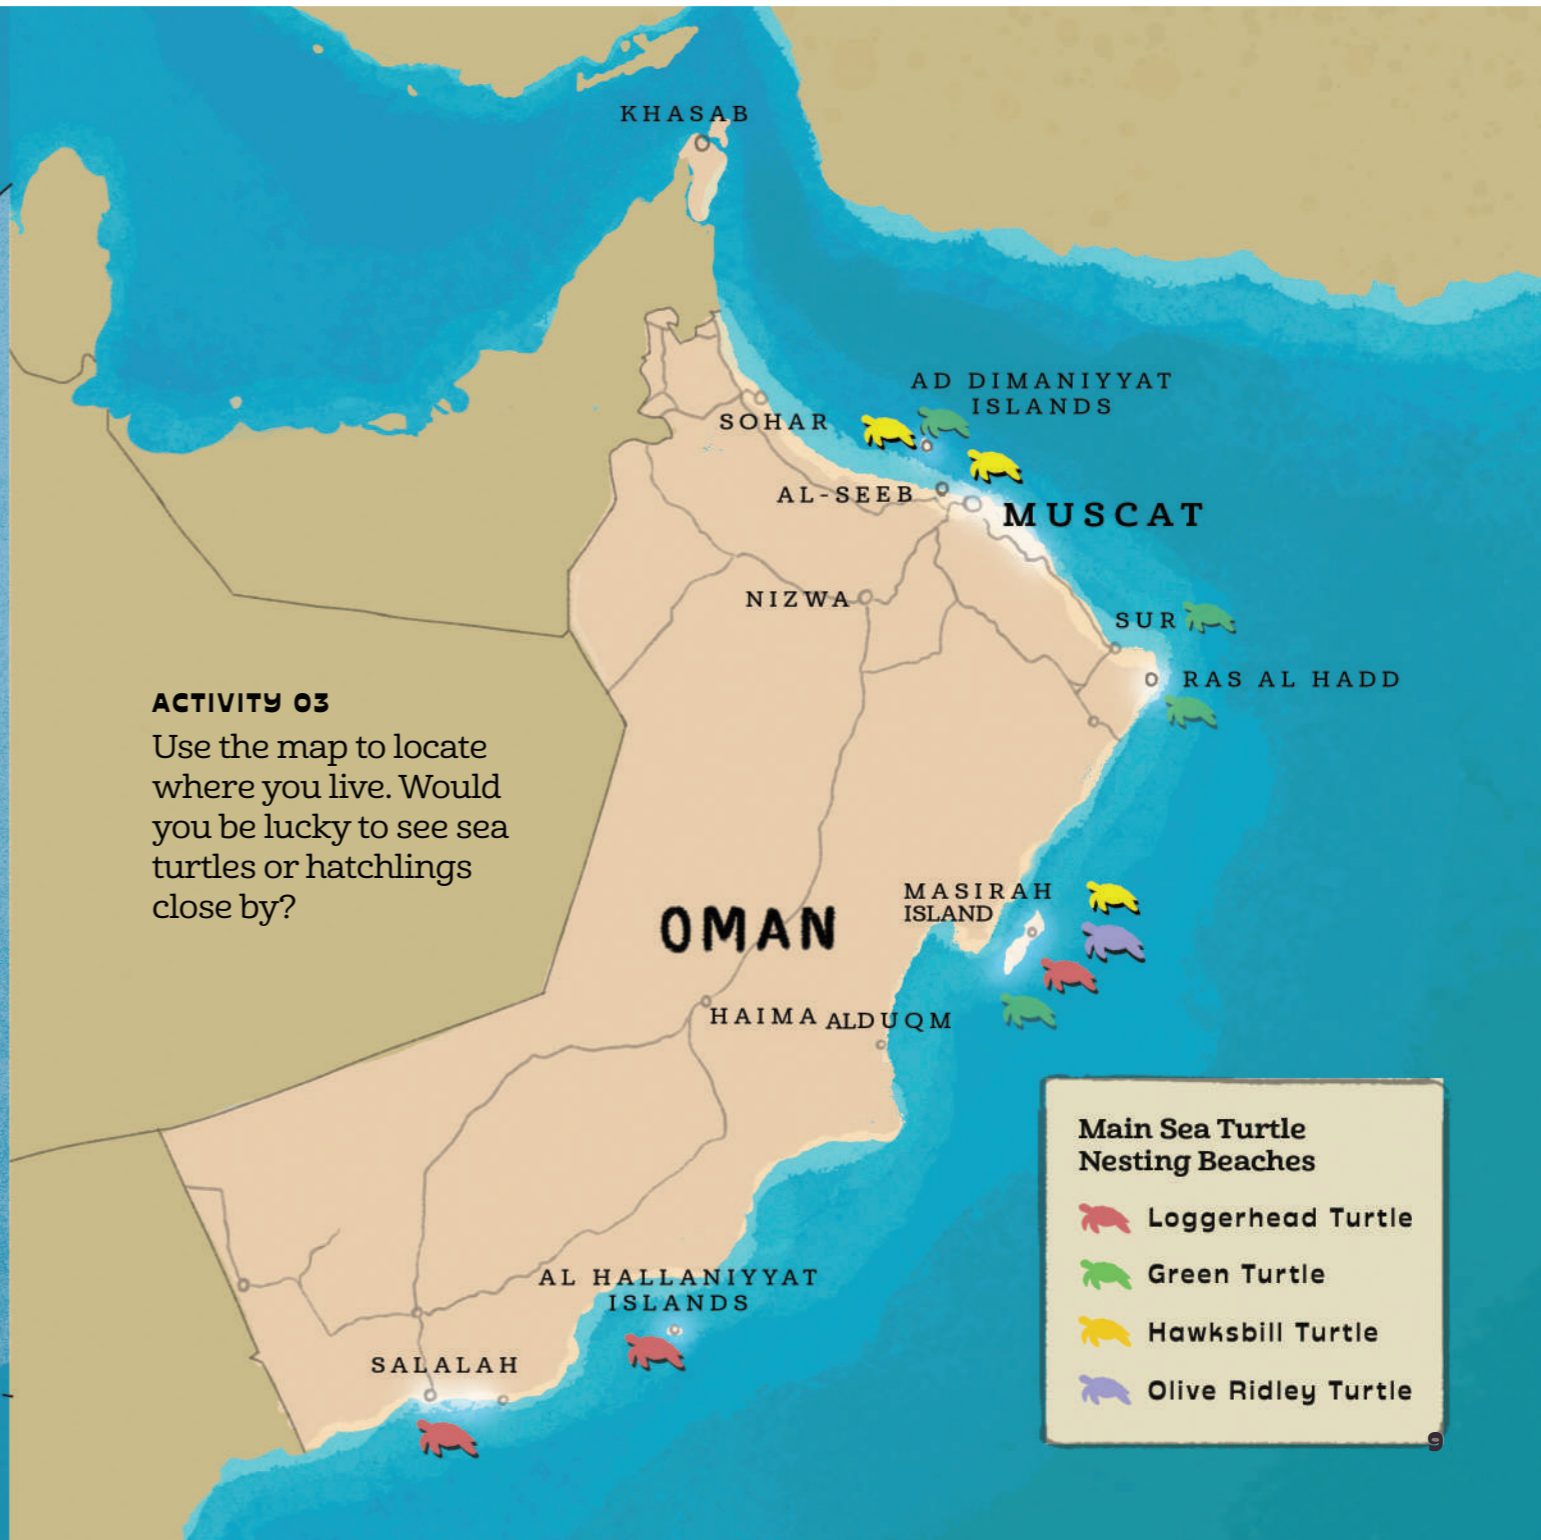 KHASAB
AD DIMANIYYAT
ISLANDS
SOHAR
AL-SEEB
MUSCAT
NIZWA
SUR
RAS AL HADD
ACTIVITY 03
Use the map to locate
where you live. Would
you be lucky to see sea
turtles or hatchlings
close by?
MASIRAH
ISLAND
OMAN
HAIMA
ALDUQM
Main Sea Turtle
Nesting Beaches
Loggerhead Turtle
Green Turtle
Hawksbill Turtle
Olive Ridley Turtle
AL HALLANIYYAT
ISLANDS
SALALAH
9